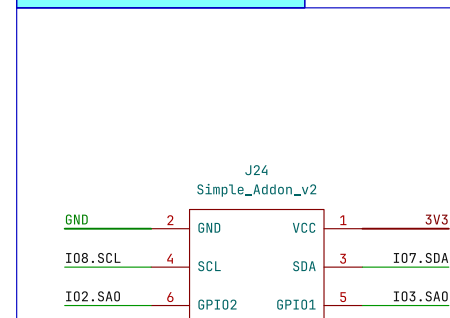 J24
Simple_Addon_v2
GND 2 GND VCC 1 3V3
IO8.SCL 4 SCL SDA 3 IO7.SDA
IO2.SAO 6 GPIO2 GPIO1 5 IO3.SAO